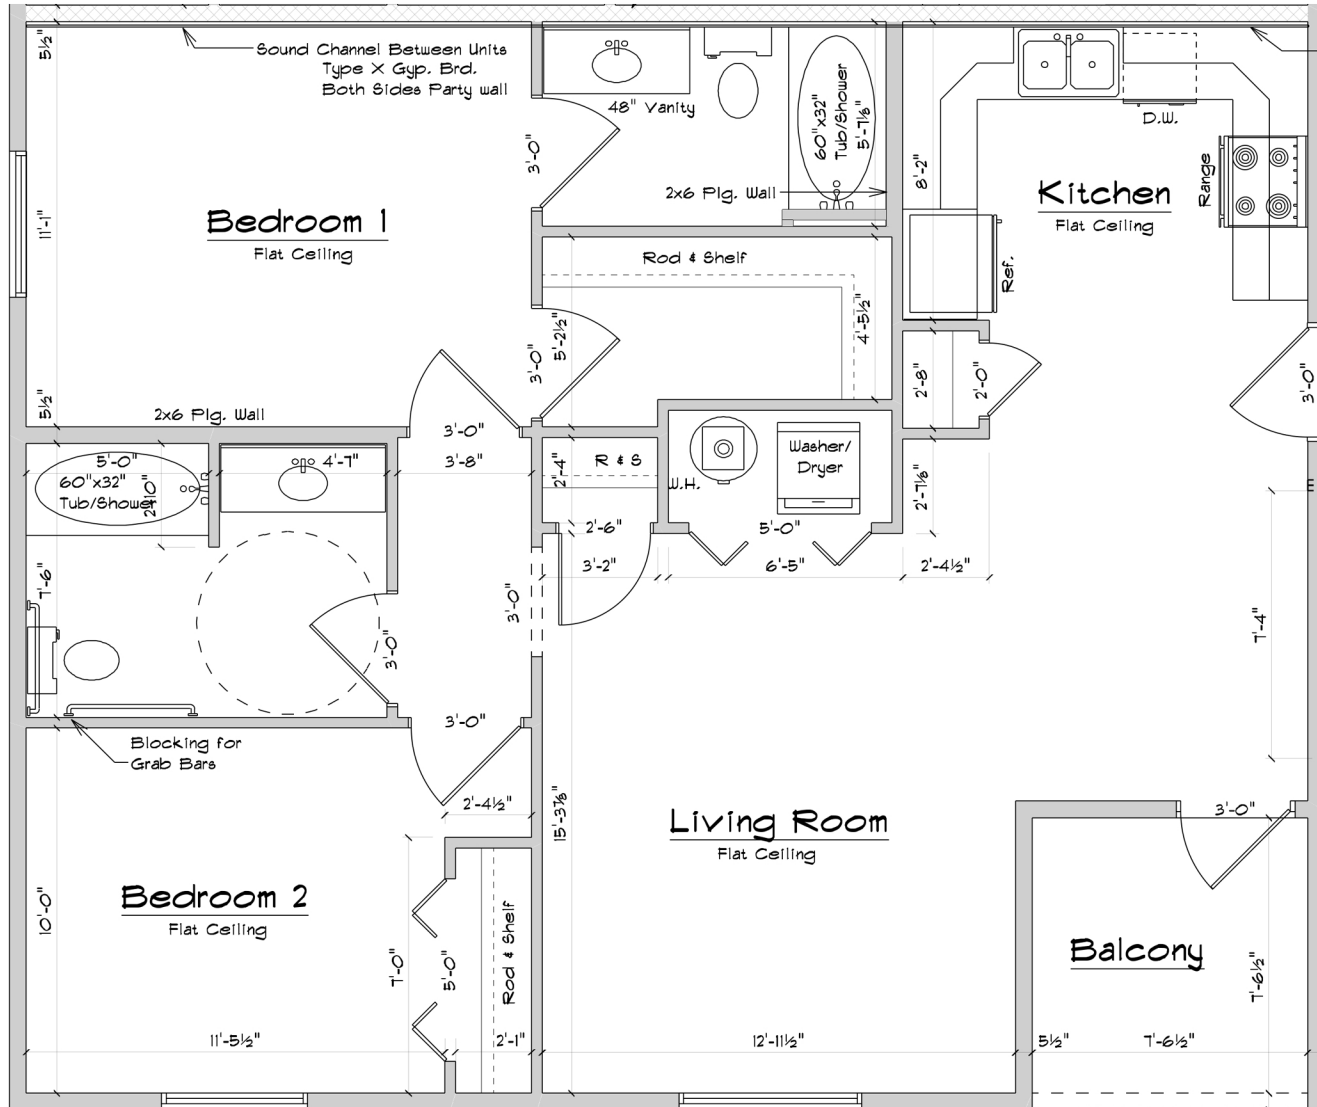 5½"
Sound Channel Between Units
Type X Gyp. Brd.
Both Sides Party wall
48" Vanity
60"x32"
Tub/Shower
5'-7⅛"
D.W.
3'-0"
8'-2"
Range
2x6 Plg. Wall
Kitchen
Flat Ceiling
11'-1"
Bedroom 1
Flat Ceiling
Rod & Shelf
Ref.
4'-5½"
5'-2½"
3'-0"
2'-8"
2'-0"
3'-0"
5½"
2x6 Plg. Wall
3'-0"
5'-0"
4'-7"
3'-8"
2'-4"
R & S
W.H.
Washer/
Dryer
2'-7⅛"
60"x32"
Tub/Shower
2'-10"
2'-6"
5'-0"
3'-2"
6'-5"
2'-4½"
7'-6"
3'-0"
3'-0"
7'-4"
3'-0"
Blocking for
Grab Bars
2'-4½"
15'-3⅞"
Living Room
Flat Ceiling
3'-0"
Bedroom 2
Flat Ceiling
10'-0"
7'-0"
5'-0"
Rod & Shelf
Balcony
7'-6½"
11'-5½"
2'-1"
12'-11½"
5½"
7'-6½"